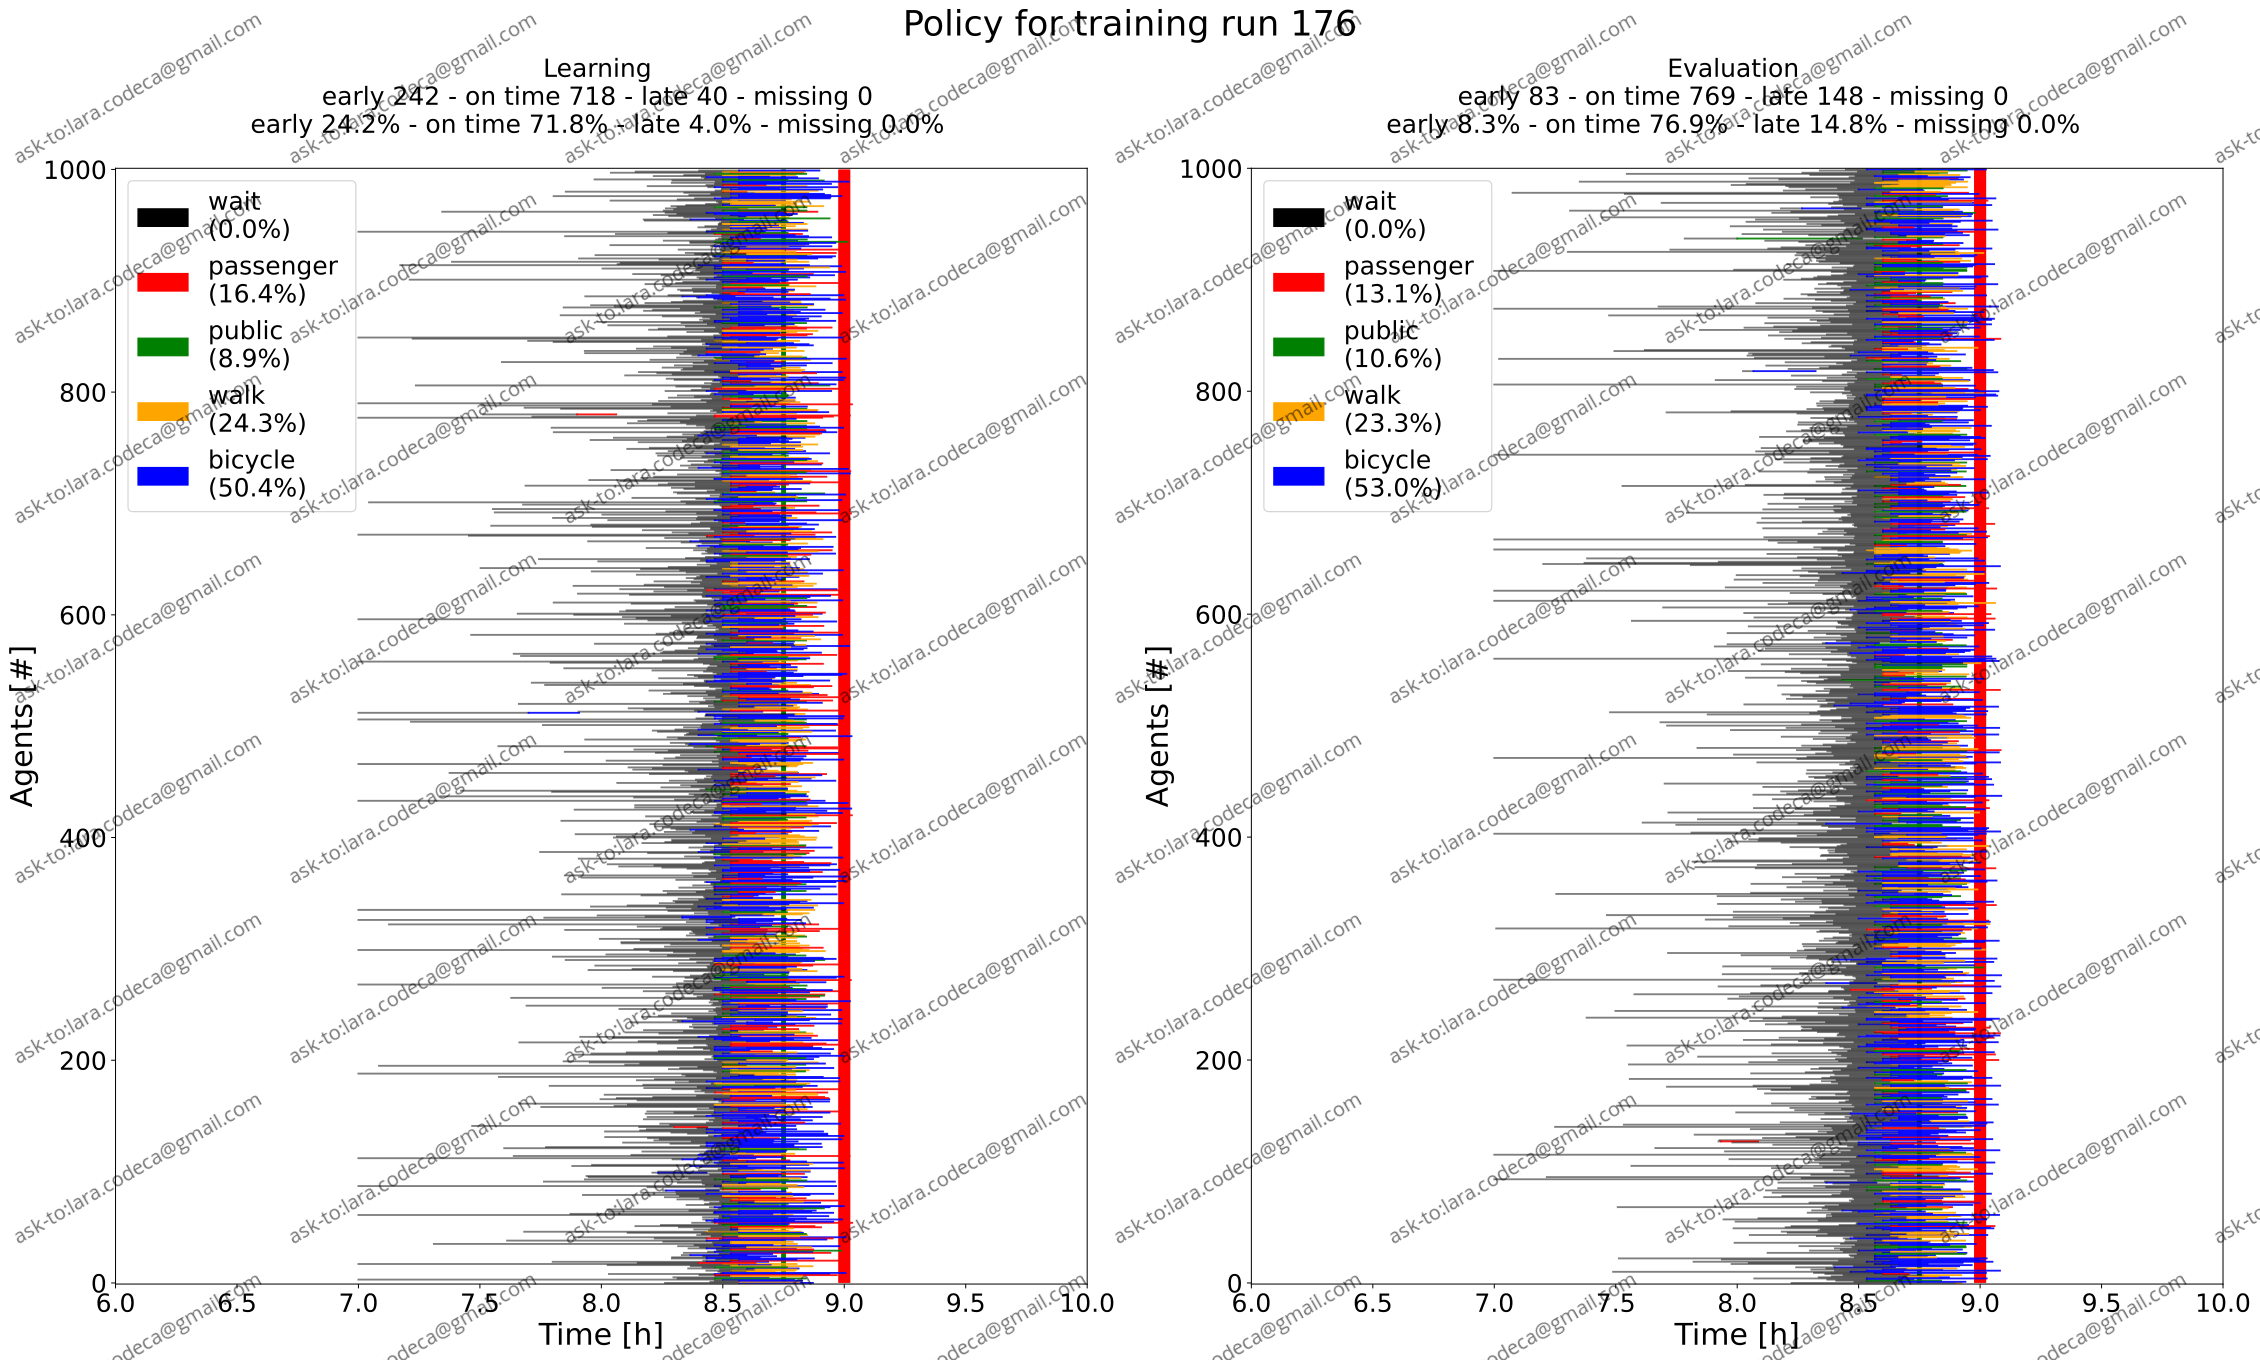 Policy for training run 176
Learning
early 242 - on time 718 - late 40 - missing 0
early 24.2% - on time 71.8% - late 4.0% - missing 0.0%
wait
(0.0%)
passenger
(16.4%)
public
(8.9%)
walk
(24.3%)
bicycle
(50.4%)
Agents [#]
1000
800
600
400
200
0
6.0 6.5 7.0 7.5 8.0 8.5 9.0 9.5 10.0
Time [h]
Evaluation
early 83 - on time 769 - late 148 - missing 0
early 8.3% - on time 76.9% - late 14.8% - missing 0.0%
wait
(0.0%)
passenger
(13.1%)
public
(10.6%)
walk
(23.3%)
bicycle
(53.0%)
Agents [#]
1000
800
600
400
200
0
6.0 6.5 7.0 7.5 8.0 8.5 9.0 9.5 10.0
Time [h]
ask-to:lara.codeca@gmail.com